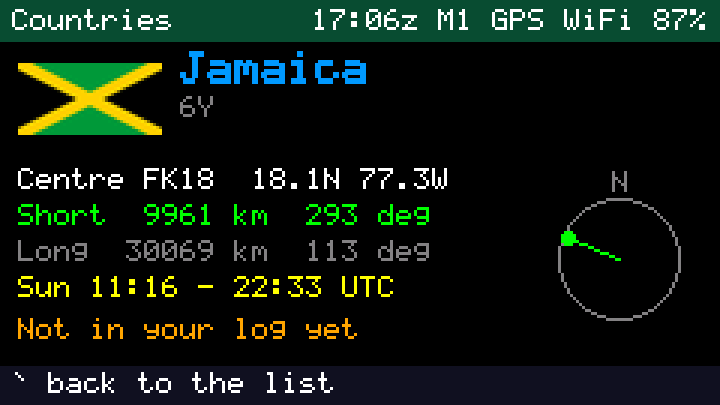 Countries 17:06z M1 GPS WiFi 87%
Jamaica
6Y
Centre FK18 18.1N 77.3W
N
Short 9961 km 293 deg
Long 30069 km 113 deg
Sun 11:16 - 22:33 UTC
Not in your log yet
` back to the list